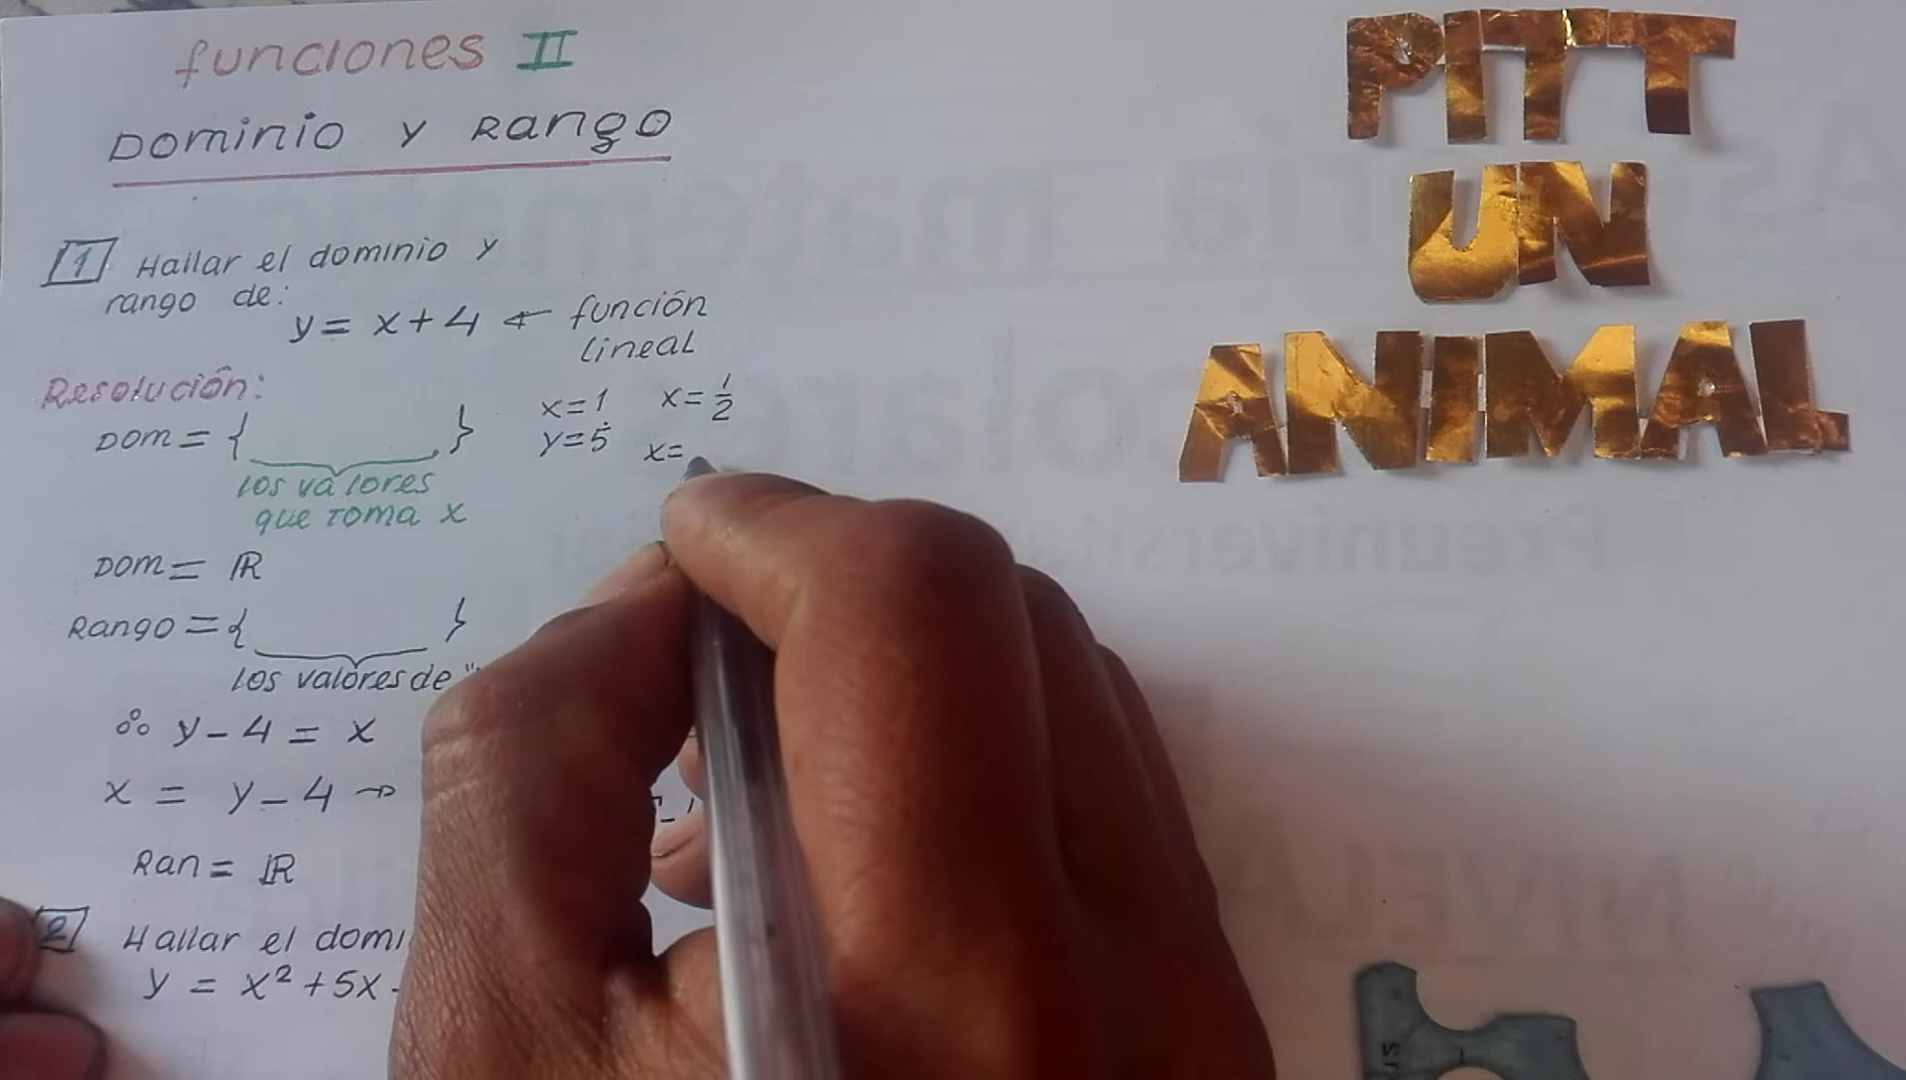 funciones II
Dominio y Rango
1 Hallar el dominio y
rango de:
y = x + 4 ← función
lineal
Resolución:
Dom = { }
los valores
que toma x
x = 1
y = 5
x = 1/2
x =
Dom = ℝ
Rango = { }
los valores de "
∴ y - 4 = x
x = y - 4 →
Ran = ℝ
2 Hallar el domi
y = x² + 5x -
PITT
UN
ANIMAL